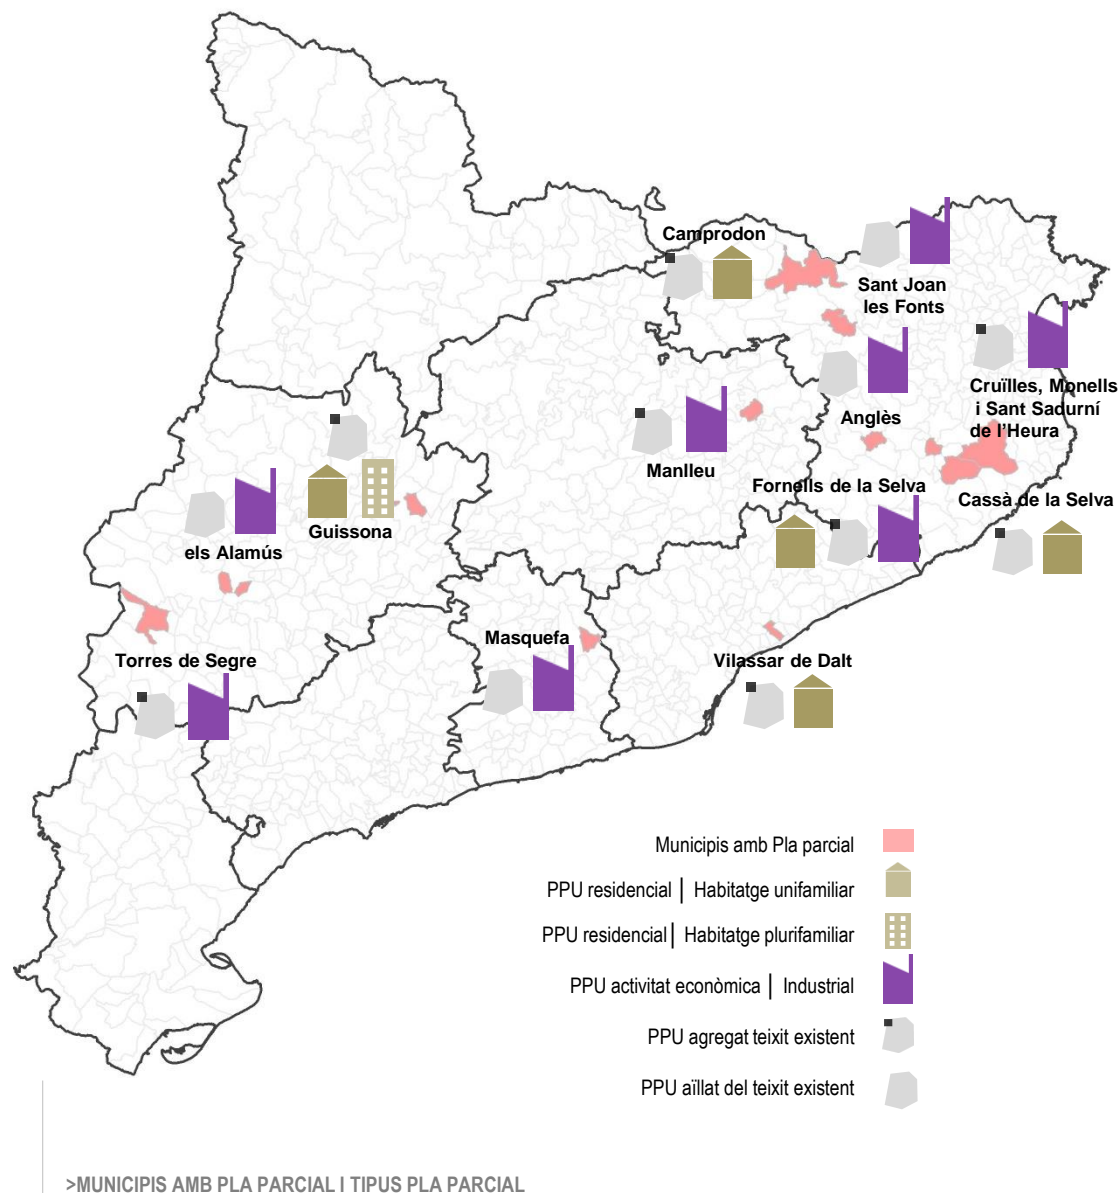 Camprodon
Sant Joan
les Fonts
Cruïlles, Monells
i Sant Sadurní
de l'Heura
Anglès
Manlleu
Fornells de la Selva
Cassà de la Selva
Guissona
els Alamús
Masquefa
Torres de Segre
Vilassar de Dalt
Municipis amb Pla parcial
PPU residencial | Habitatge unifamiliar
PPU residencial | Habitatge plurifamiliar
PPU activitat econòmica | Industrial
PPU agregat teixit existent
PPU aïllat del teixit existent
>MUNICIPIS AMB PLA PARCIAL I TIPUS PLA PARCIAL